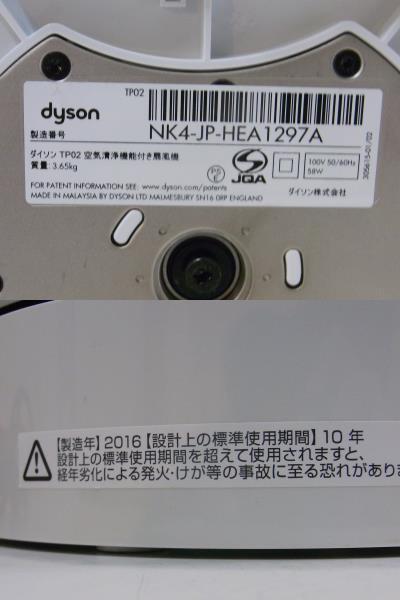 TP02
dyson
製造番号
NK4-JP-HEA1297A
ダイソン TP02 空気清浄機能付き扇風機
質量: 3.65kg
PS
E
JQA
100V 50/60Hz
58W
FOR PATENT INFORMATION SEE: www.dyson.com/patents
MADE IN MALAYSIA BY DYSON LTD MALMESBURY SN16 0RP ENGLAND
ダイソン株式会社
305615-01/02
【製造年】2016【設計上の標準使用期間】10 年
設計上の標準使用期間を超えて使用されますと、
経年劣化による発火・けが等の事故に至る恐れがありま